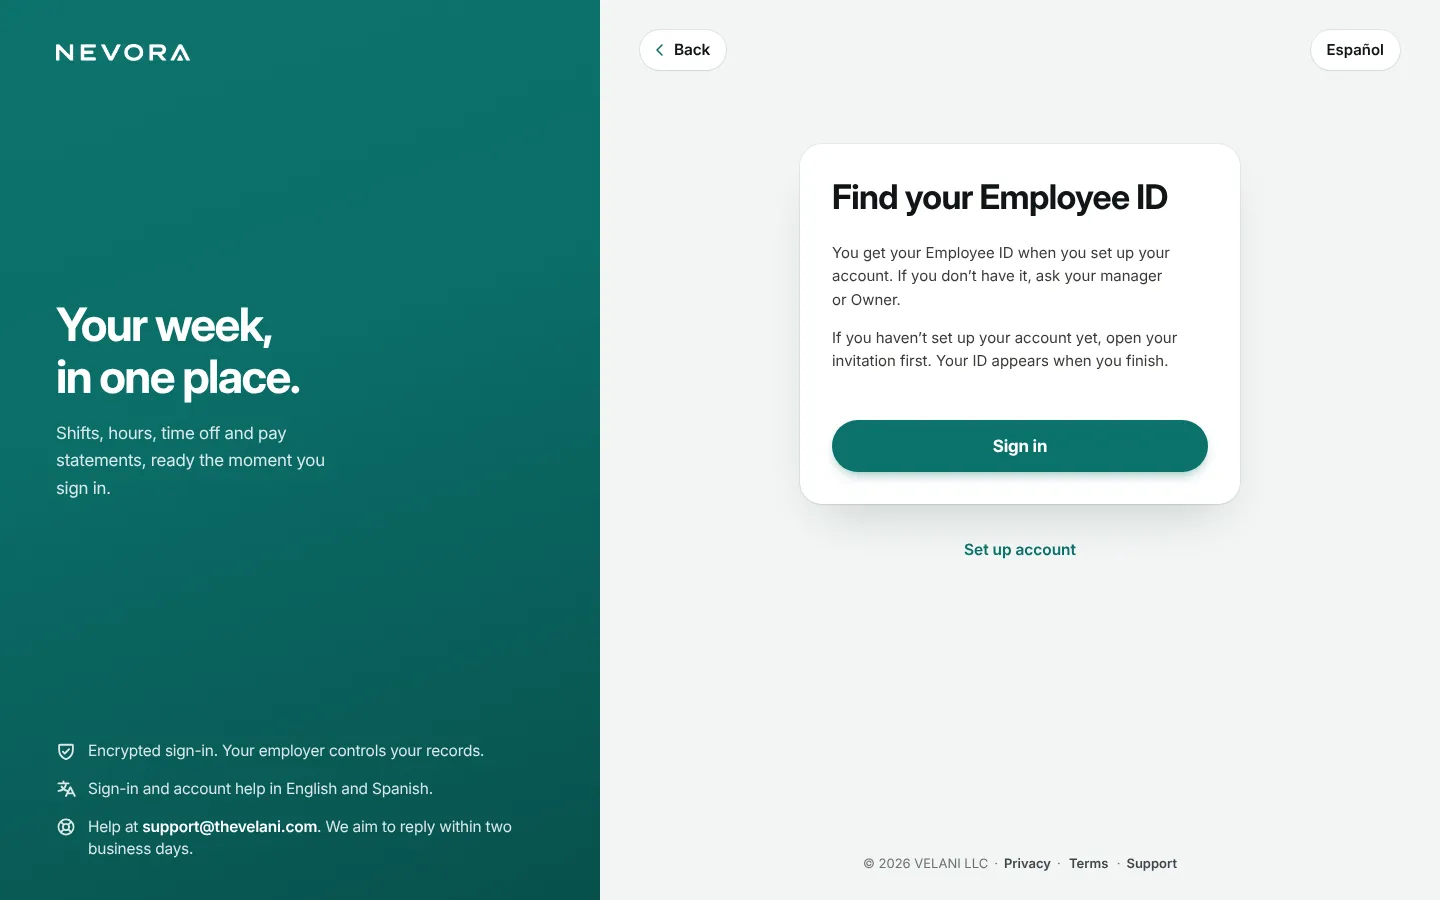 NEVORA
Your week,
in one place.
Shifts, hours, time off and pay
statements, ready the moment you
sign in.
Encrypted sign-in. Your employer controls your records.
Sign-in and account help in English and Spanish.
Help at support@thevelani.com. We aim to reply within two
business days.
Back
Español
Find your Employee ID
You get your Employee ID when you set up your
account. If you don’t have it, ask your manager
or Owner.
If you haven’t set up your account yet, open your
invitation first. Your ID appears when you finish.
Sign in
Set up account
© 2026 VELANI LLC · Privacy · Terms · Support